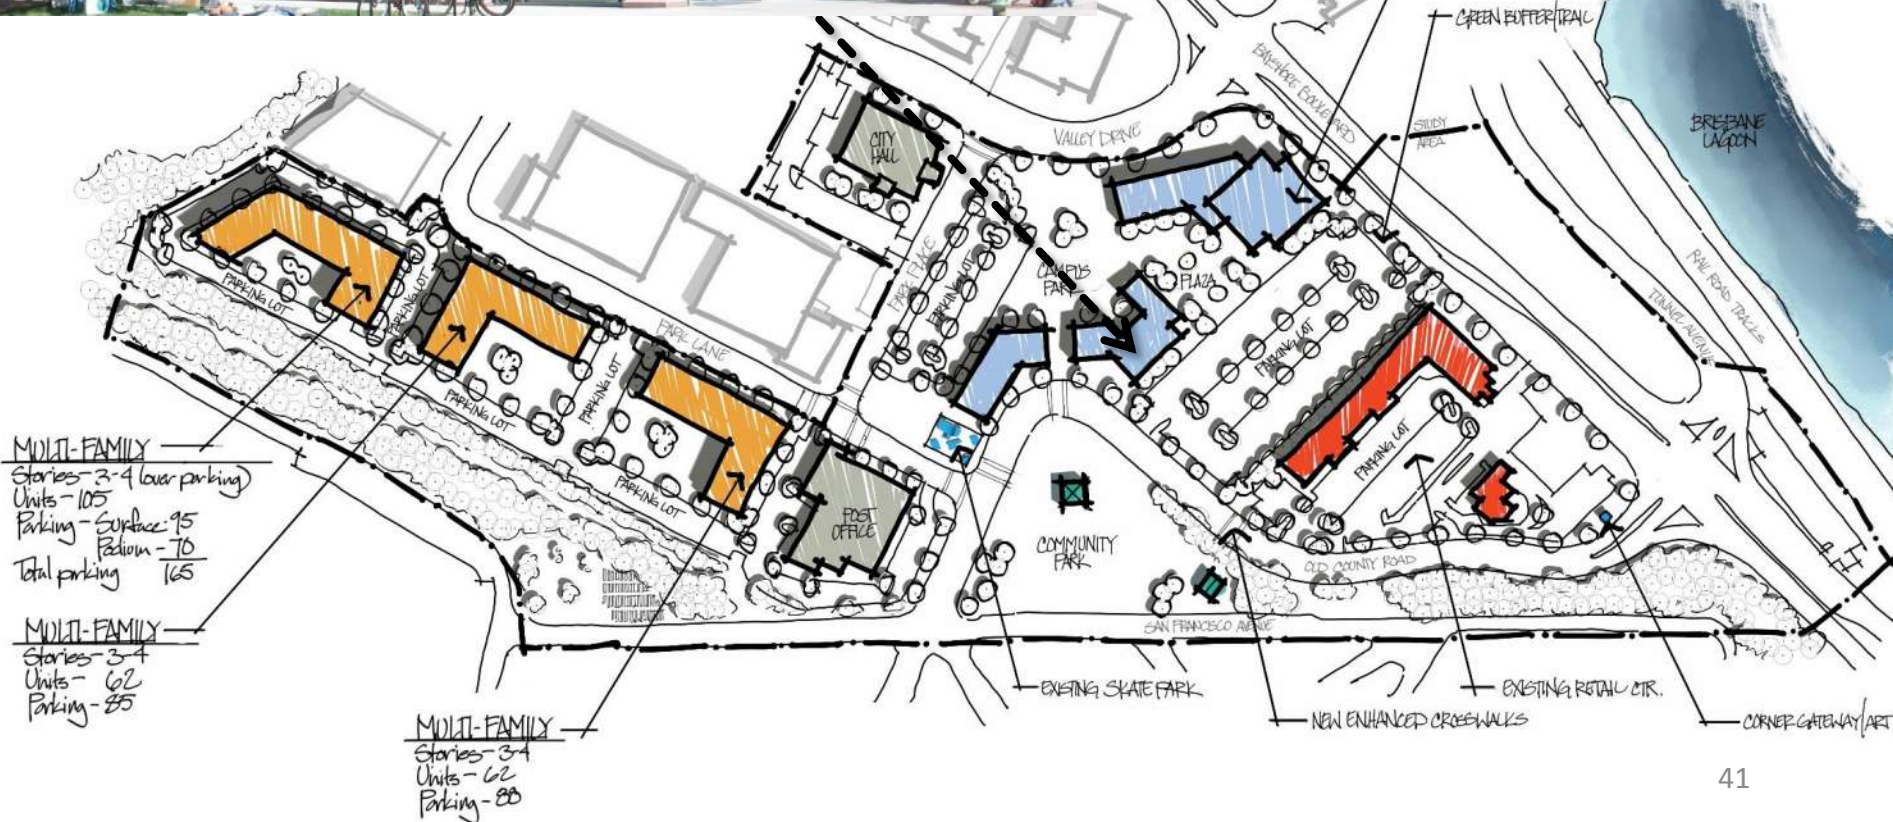 GREEN BUFFER/TRAIL
BAYSHORE BOULEVARD
VALLEY DRIVE
STUDY
AREA
BRISBANE
LAGOON
CITY
HALL
RAIL ROAD TRACKS
TUNNEL AVENUE
PARK PLACE
PARKING LOT
CAMPUS
PARK
PLAZA
PARKING LOT
PARKING LOT
PARKING LOT
PARK LANE
PARKING LOT
PARKING LOT
PARKING LOT
PARKING LOT
PARKING LOT
POST
OFFICE
COMMUNITY
PARK
OLD COUNTY ROAD
SAN FRANCISCO AVENUE
MULTI-FAMILY
Stories-3-4 (over parking)
Units-105
Parking-Surface:95
Podium-70
Total parking 165
MULTI-FAMILY
Stories-3-4
Units-62
Parking-85
MULTI-FAMILY
Stories-3-4
Units-62
Parking-88
EXISTING SKATE PARK
NEW ENHANCED CROSSWALKS
EXISTING RETAIL CTR.
CORNER GATEWAY/ART
41